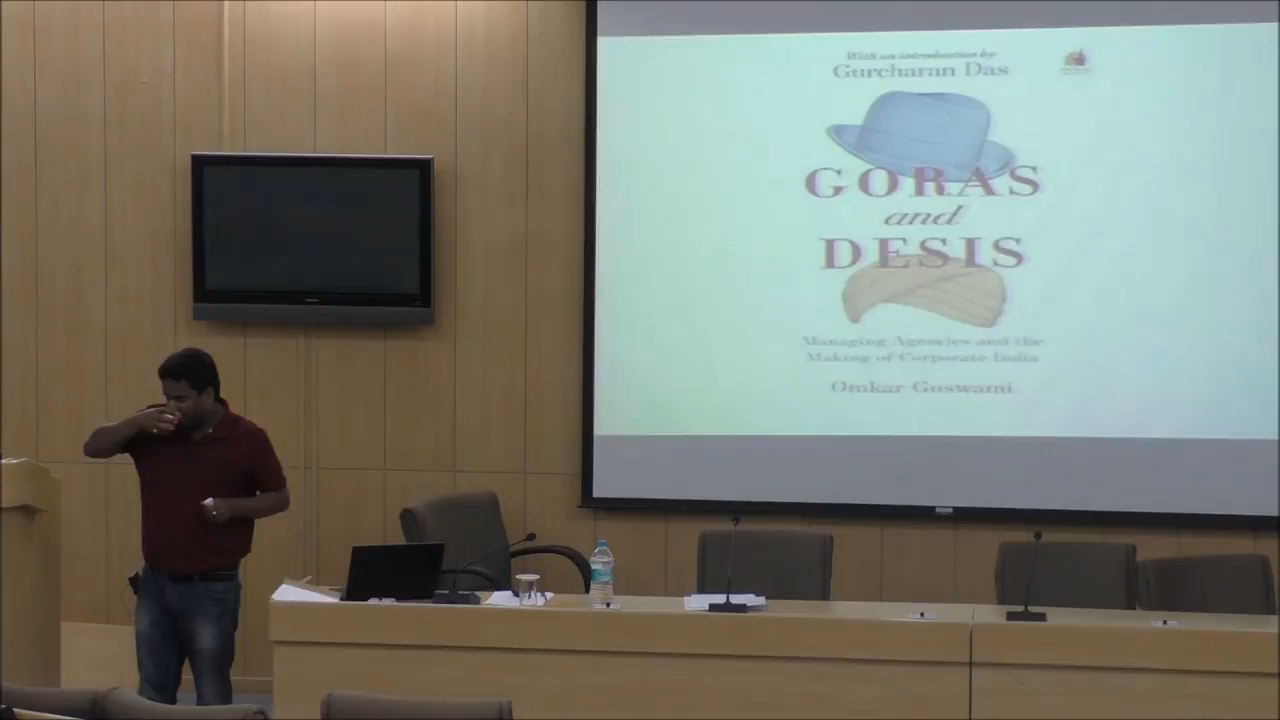 With an introduction by
Gurcharan Das
GORAS
and
DESIS
Managing Agencies and the
Making of Corporate India
Omkar Goswami